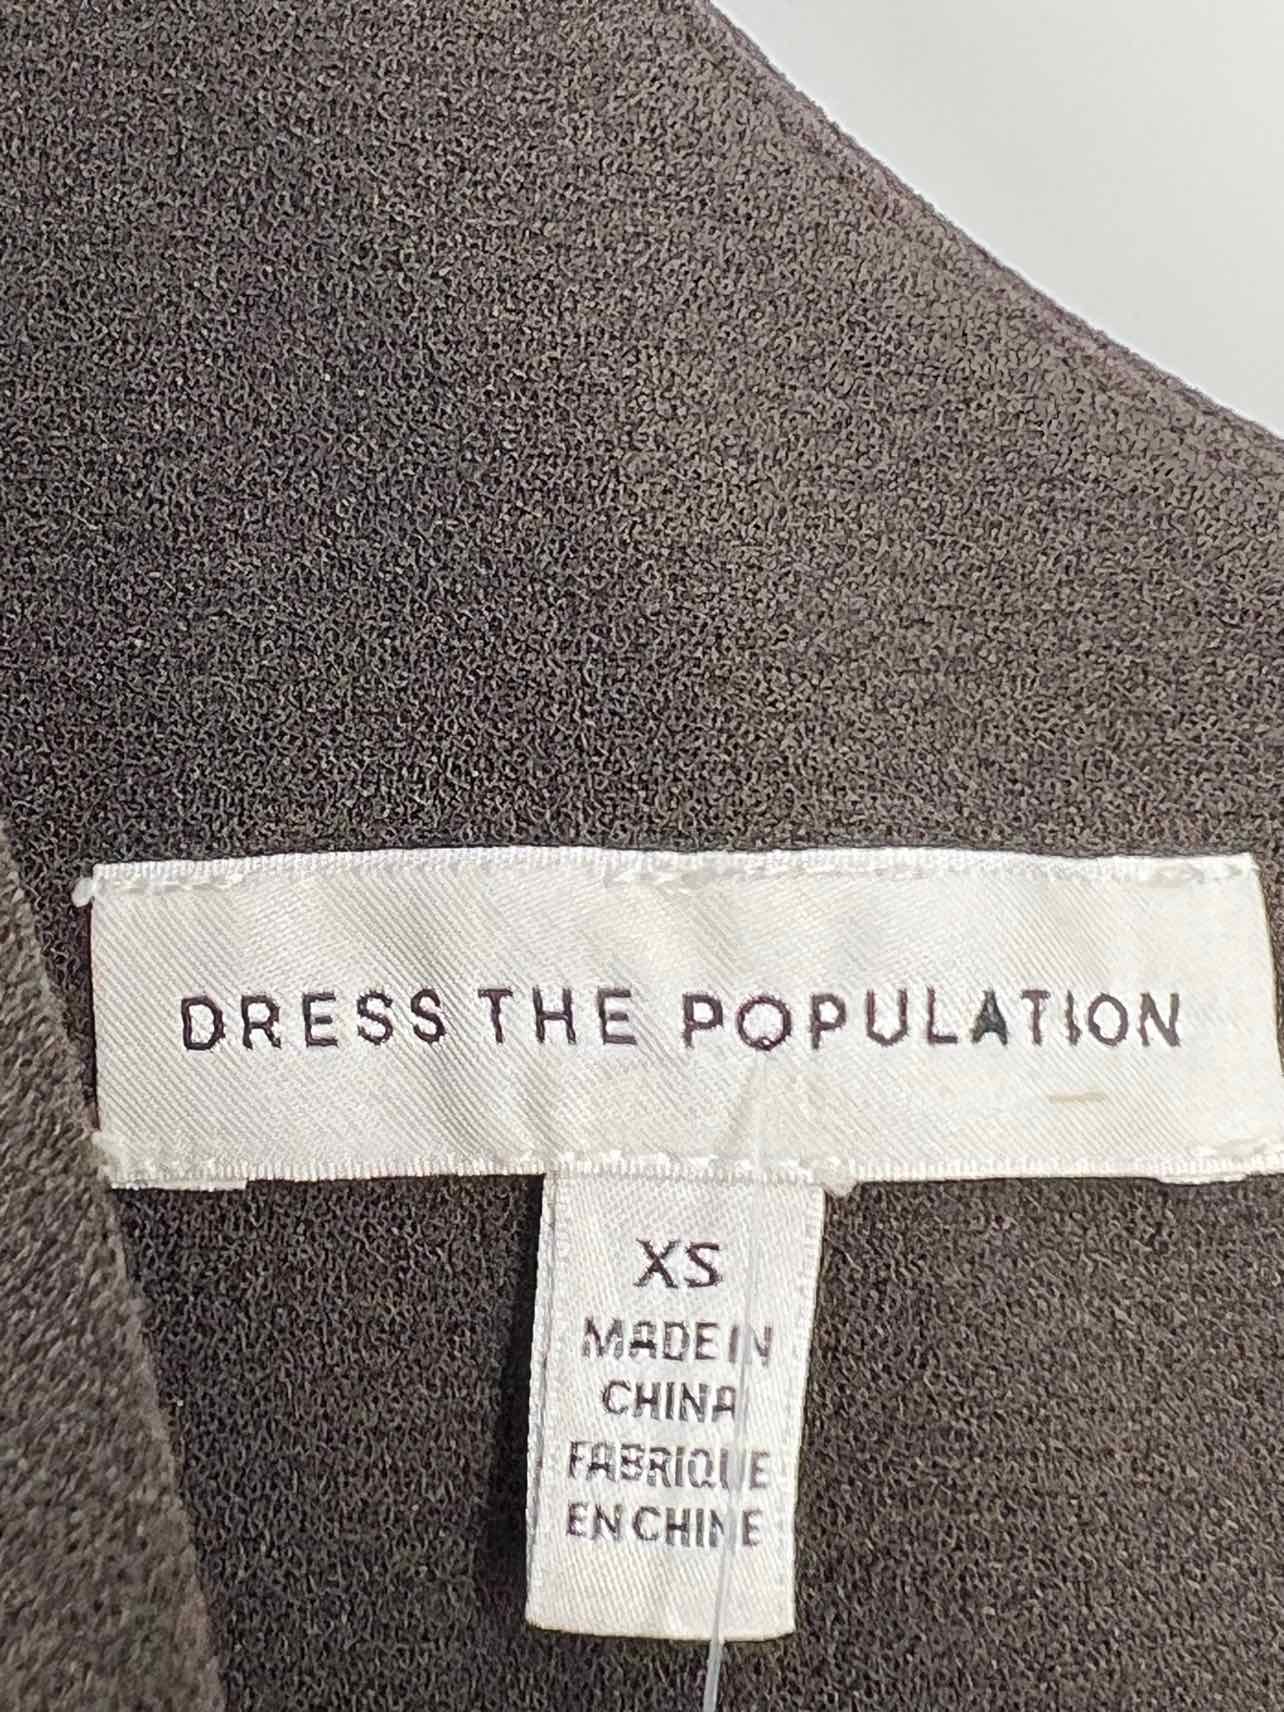 DRESS THE POPULATION
XS
MADE IN
CHINA
FABRIQUE
EN CHINE